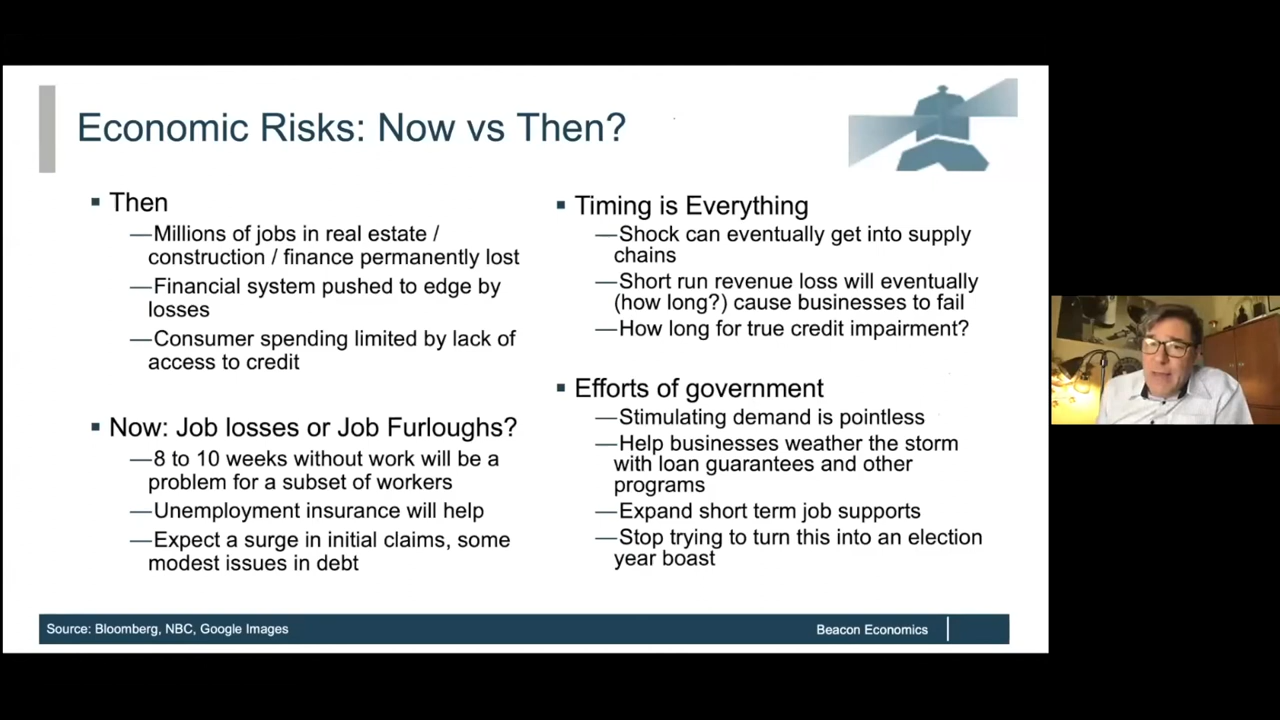 Economic Risks: Now vs Then?
▪ Then
—Millions of jobs in real estate /
construction / finance permanently lost
—Financial system pushed to edge by
losses
—Consumer spending limited by lack of
access to credit
▪ Now: Job losses or Job Furloughs?
—8 to 10 weeks without work will be a
problem for a subset of workers
—Unemployment insurance will help
—Expect a surge in initial claims, some
modest issues in debt
▪ Timing is Everything
—Shock can eventually get into supply
chains
—Short run revenue loss will eventually
(how long?) cause businesses to fail
—How long for true credit impairment?
▪ Efforts of government
—Stimulating demand is pointless
—Help businesses weather the storm
with loan guarantees and other
programs
—Expand short term job supports
—Stop trying to turn this into an election
year boast
Source: Bloomberg, NBC, Google Images
Beacon Economics